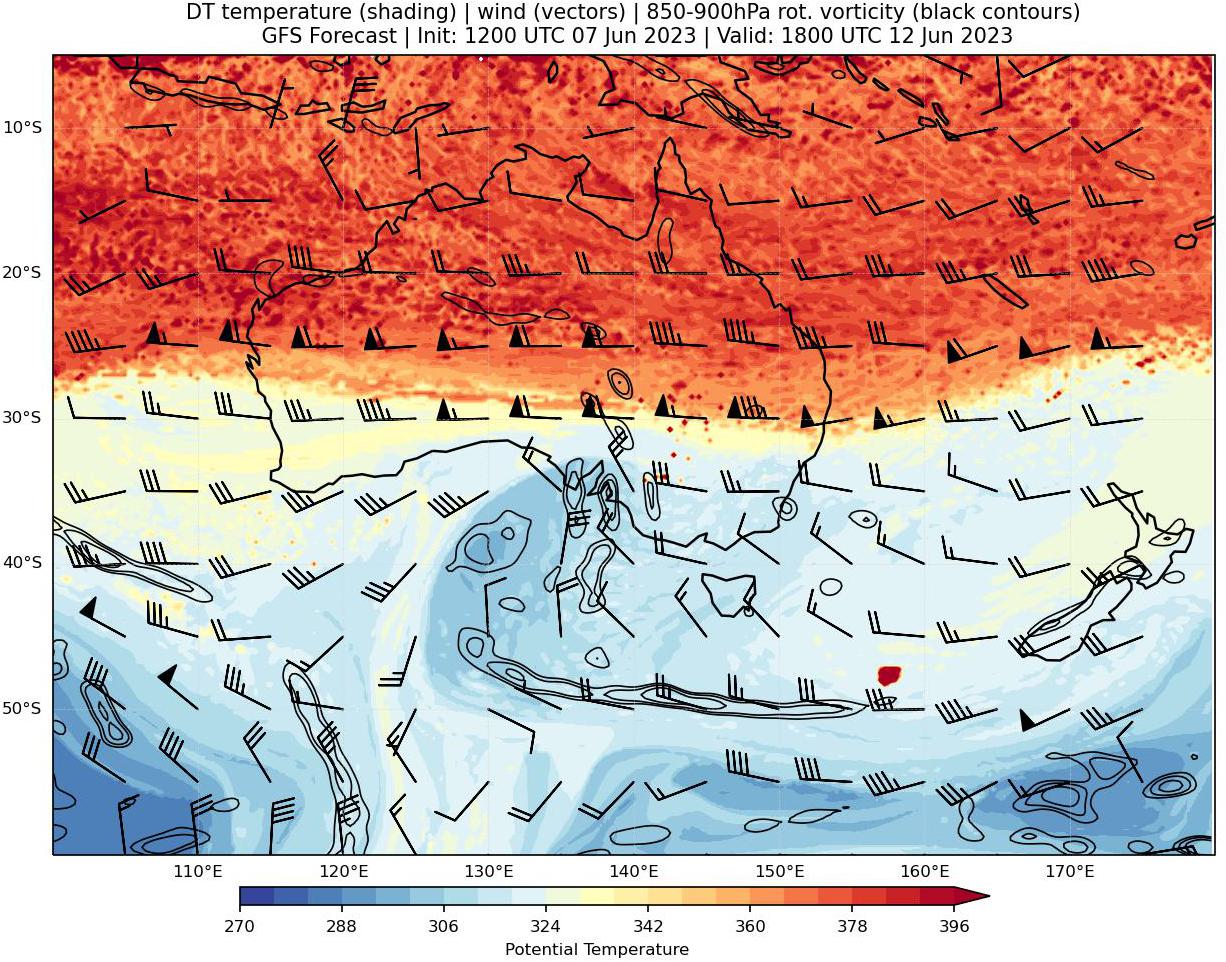 DT temperature (shading) | wind (vectors) | 850-900hPa rot. vorticity (black contours)
GFS Forecast | Init: 1200 UTC 07 Jun 2023 | Valid: 1800 UTC 12 Jun 2023
10°S
20°S
30°S
40°S
50°S
110°E 120°E 130°E 140°E 150°E 160°E 170°E
270 288 306 324 342 360 378 396
Potential Temperature